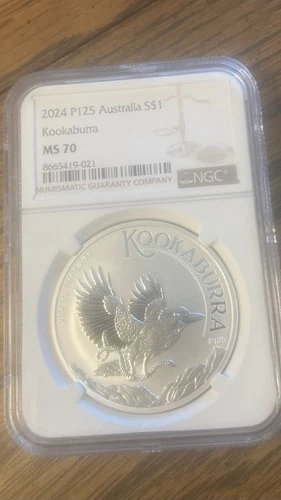 2024 P125 Australia S$1
Kookaburra
MS 70
8665419-021
NUMISMATIC GUARANTY COMPANY
NGC
KOOKABURRA